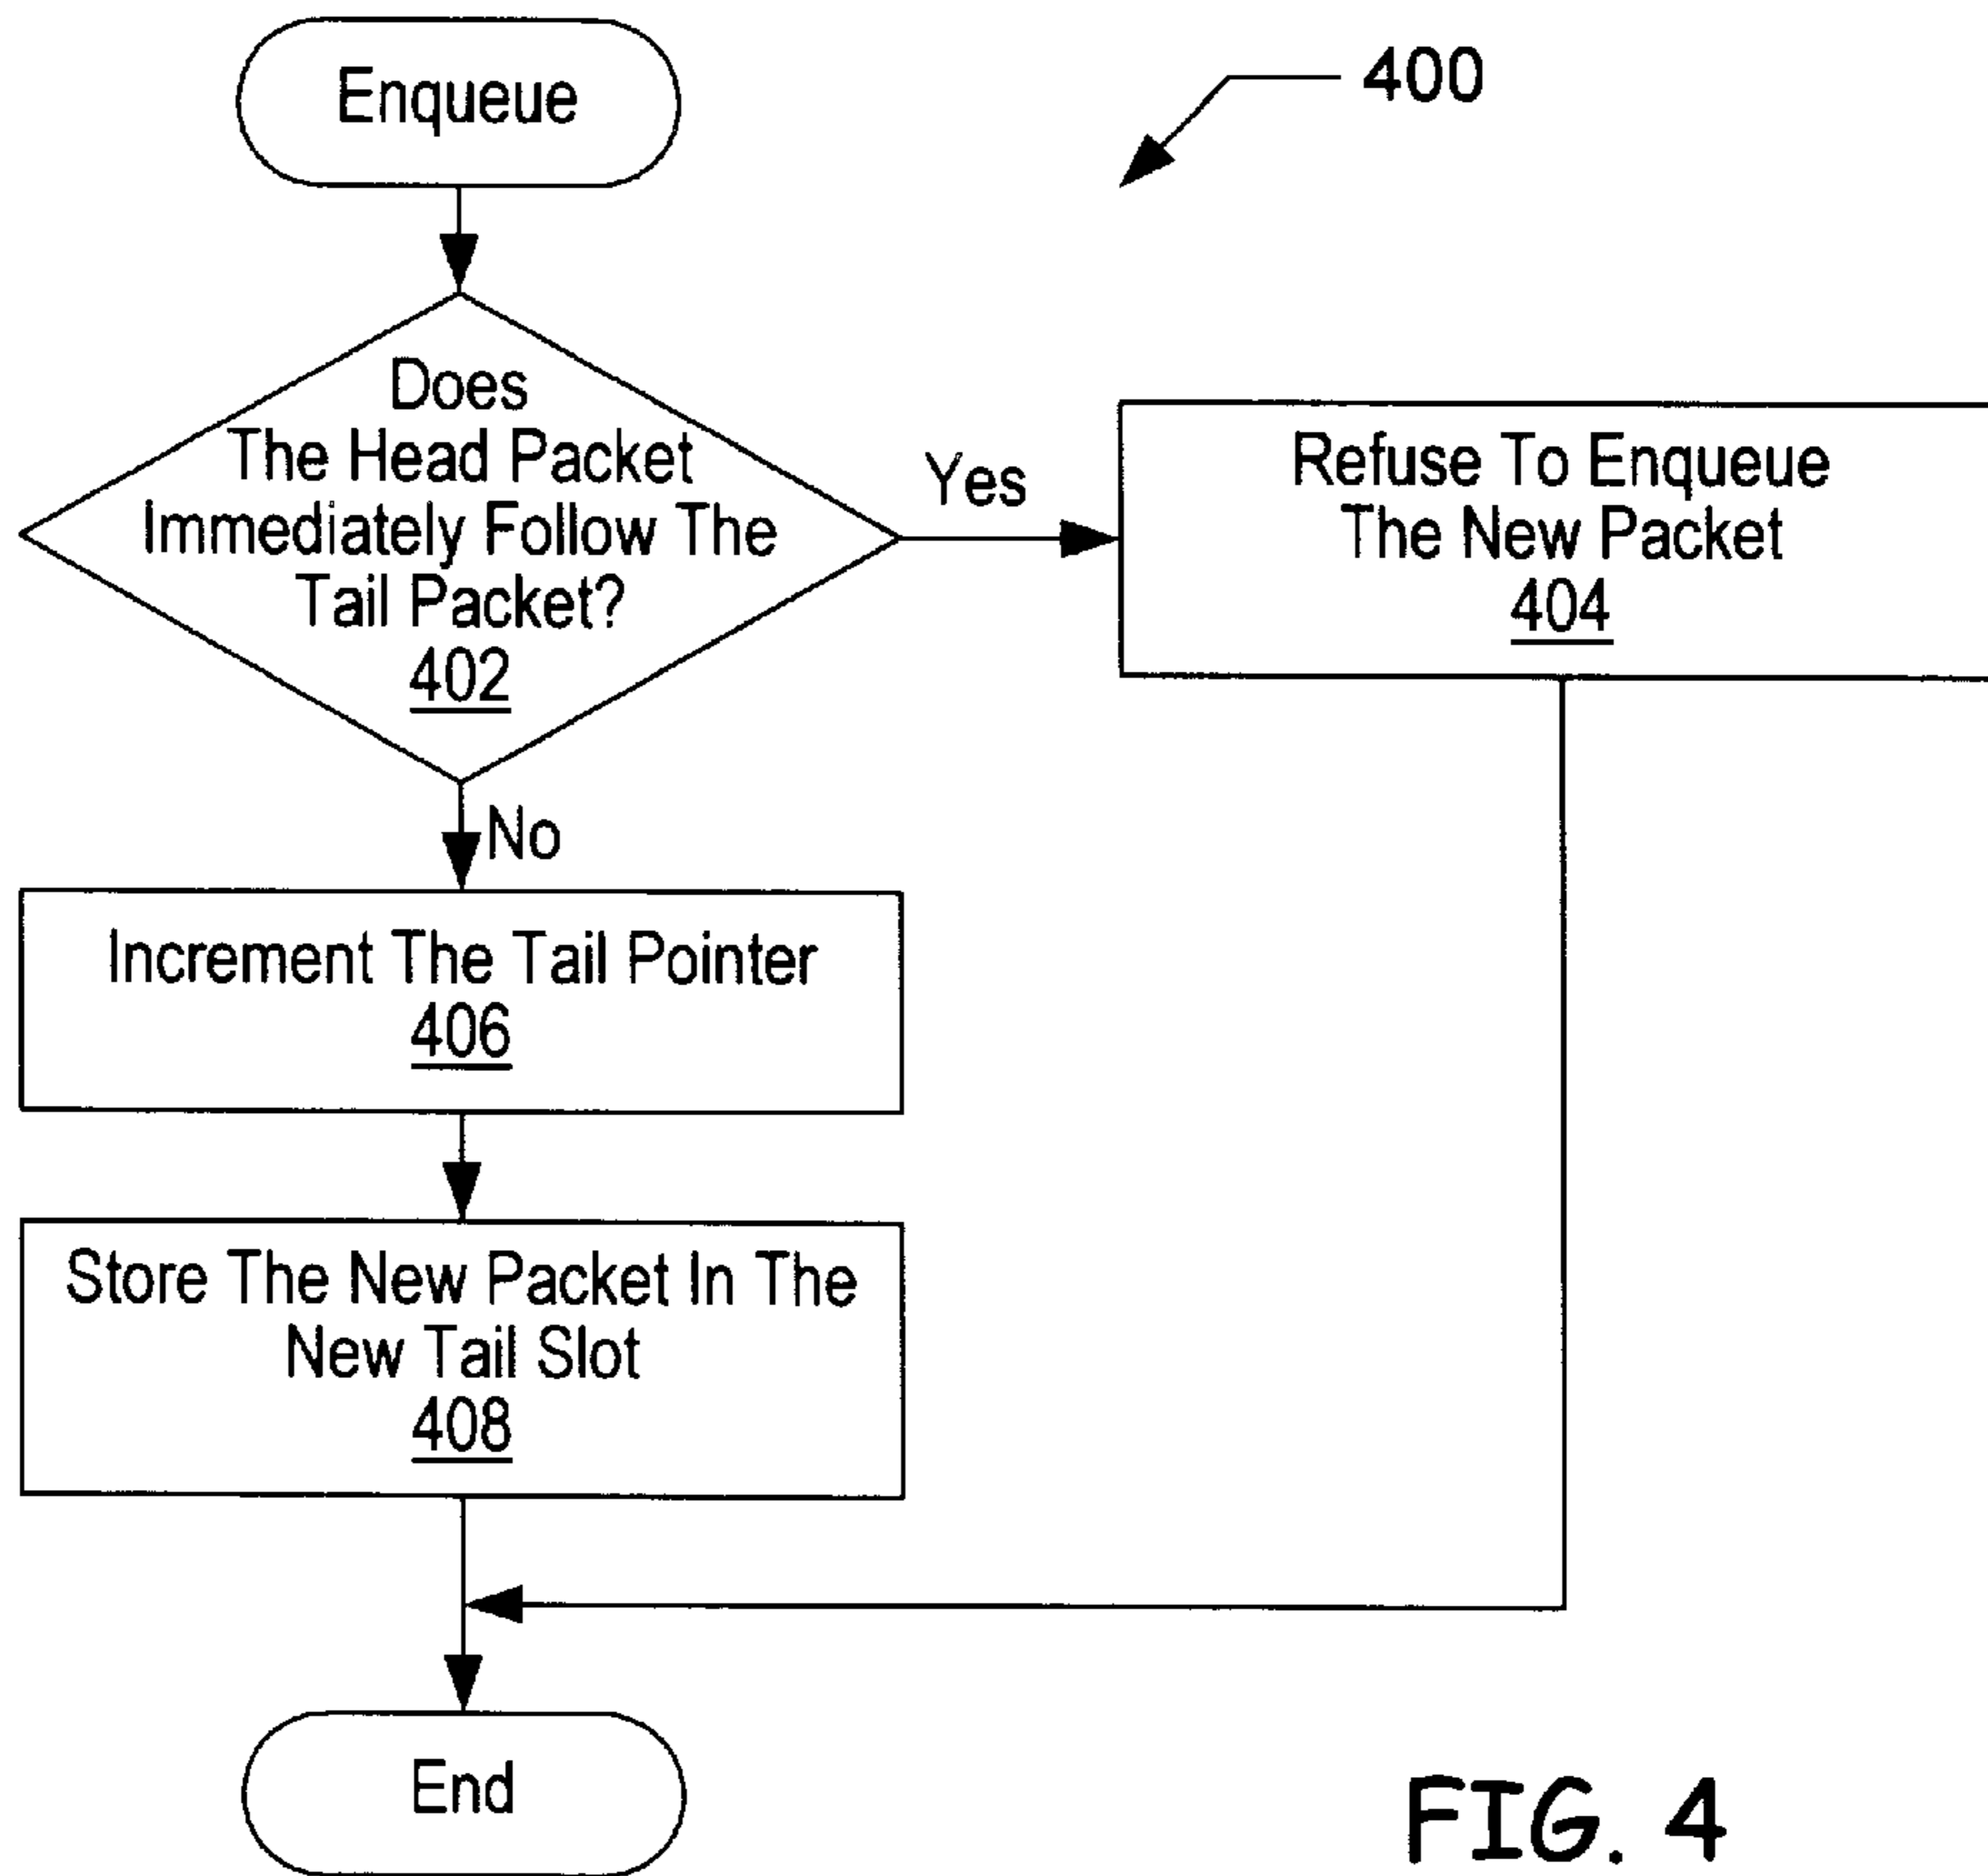 Enqueue
400
Does
The Head Packet
Immediately Follow The
Tail Packet?
402
Yes
Refuse To Enqueue
The New Packet
404
No
Increment The Tail Pointer
406
Store The New Packet In The
New Tail Slot
408
End
FIG. 4